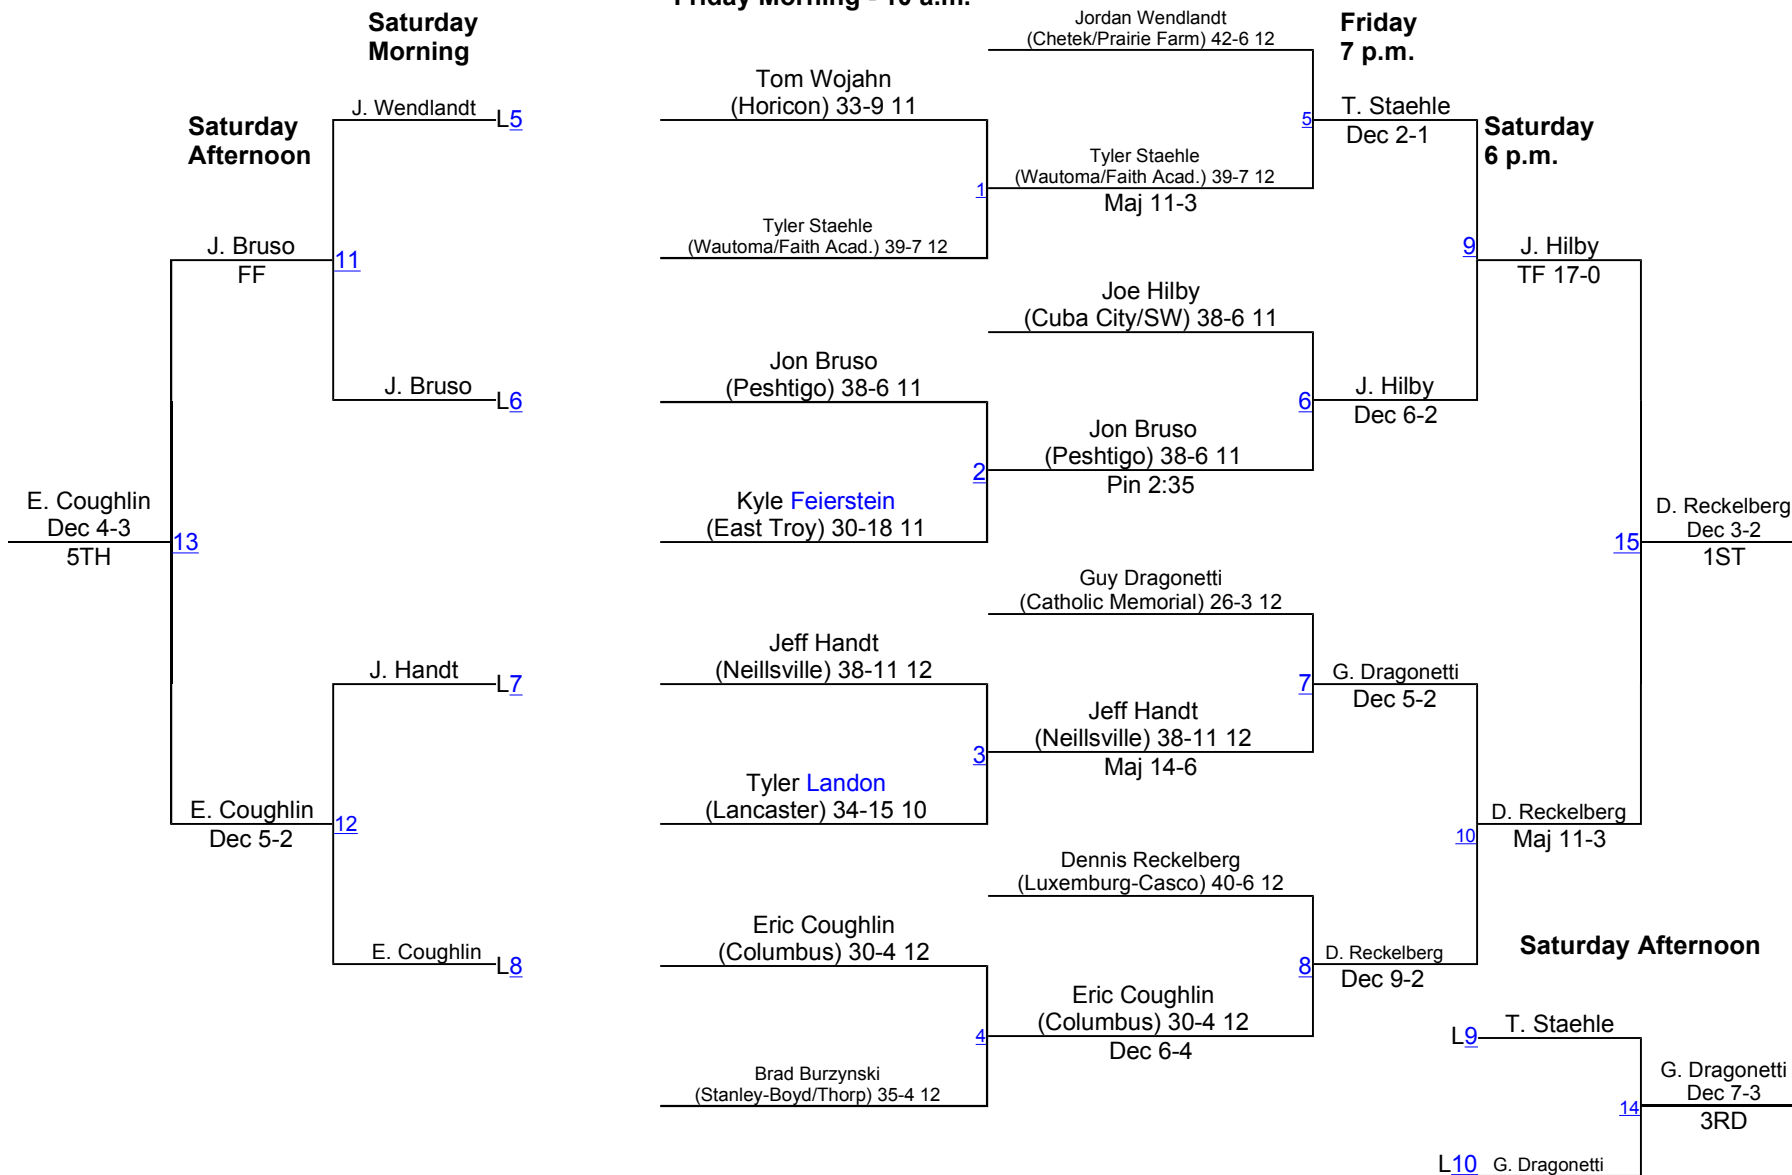 Friday Morning - 10 a.m.
Saturday
Morning
Saturday
Afternoon
J. Wendlandt
L5
J. Bruso
FF
11
J. Bruso
L6
E. Coughlin
Dec 4-3
5TH
13
J. Handt
L7
E. Coughlin
Dec 5-2
12
E. Coughlin
L8
Tom Wojahn
(Horicon) 33-9 11
Tyler Staehle
(Wautoma/Faith Acad.) 39-7 12
1
Jon Bruso
(Peshtigo) 38-6 11
Kyle Feierstein
(East Troy) 30-18 11
2
Jeff Handt
(Neillsville) 38-11 12
Tyler Landon
(Lancaster) 34-15 10
3
Eric Coughlin
(Columbus) 30-4 12
Brad Burzynski
(Stanley-Boyd/Thorp) 35-4 12
4
Jordan Wendlandt
(Chetek/Prairie Farm) 42-6 12
Tyler Staehle
(Wautoma/Faith Acad.) 39-7 12
Maj 11-3
5
Joe Hilby
(Cuba City/SW) 38-6 11
Jon Bruso
(Peshtigo) 38-6 11
Pin 2:35
6
Guy Dragonetti
(Catholic Memorial) 26-3 12
Jeff Handt
(Neillsville) 38-11 12
Maj 14-6
7
Dennis Reckelberg
(Luxemburg-Casco) 40-6 12
Eric Coughlin
(Columbus) 30-4 12
Dec 6-4
8
Friday
7 p.m.
T. Staehle
Dec 2-1
J. Hilby
Dec 6-2
9
G. Dragonetti
Dec 5-2
D. Reckelberg
Dec 9-2
10
Saturday
6 p.m.
J. Hilby
TF 17-0
D. Reckelberg
Maj 11-3
15
D. Reckelberg
Dec 3-2
1ST
Saturday Afternoon
L9
T. Staehle
L10
G. Dragonetti
14
G. Dragonetti
Dec 7-3
3RD